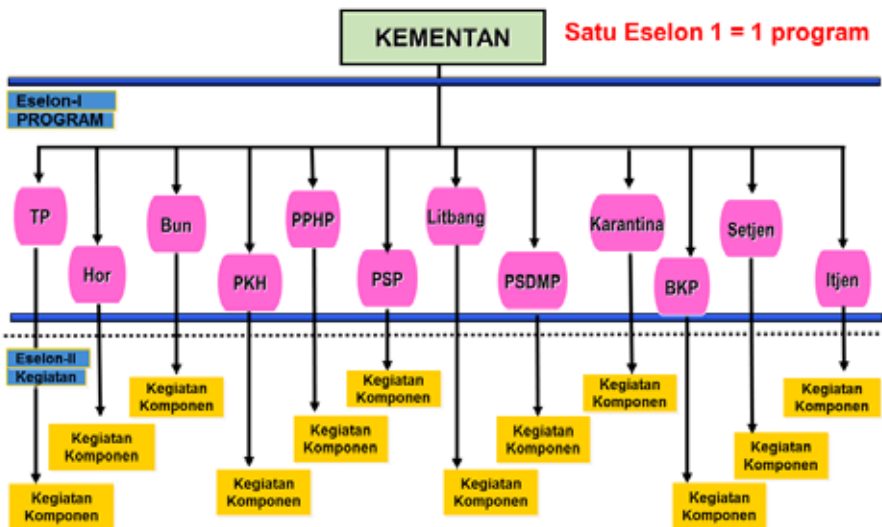 KEMENTAN
Satu Eselon 1 = 1 program
Eselon-I
PROGRAM
TP
Hor
Bun
PKH
PPHP
PSP
Litbang
PSDMP
Karantina
BKP
Setjen
Itjen
Eselon-II
Kegiatan
Kegiatan
Komponen
Kegiatan
Komponen
Kegiatan
Komponen
Kegiatan
Komponen
Kegiatan
Komponen
Kegiatan
Komponen
Kegiatan
Komponen
Kegiatan
Komponen
Kegiatan
Komponen
Kegiatan
Komponen
Kegiatan
Komponen
Kegiatan
Komponen